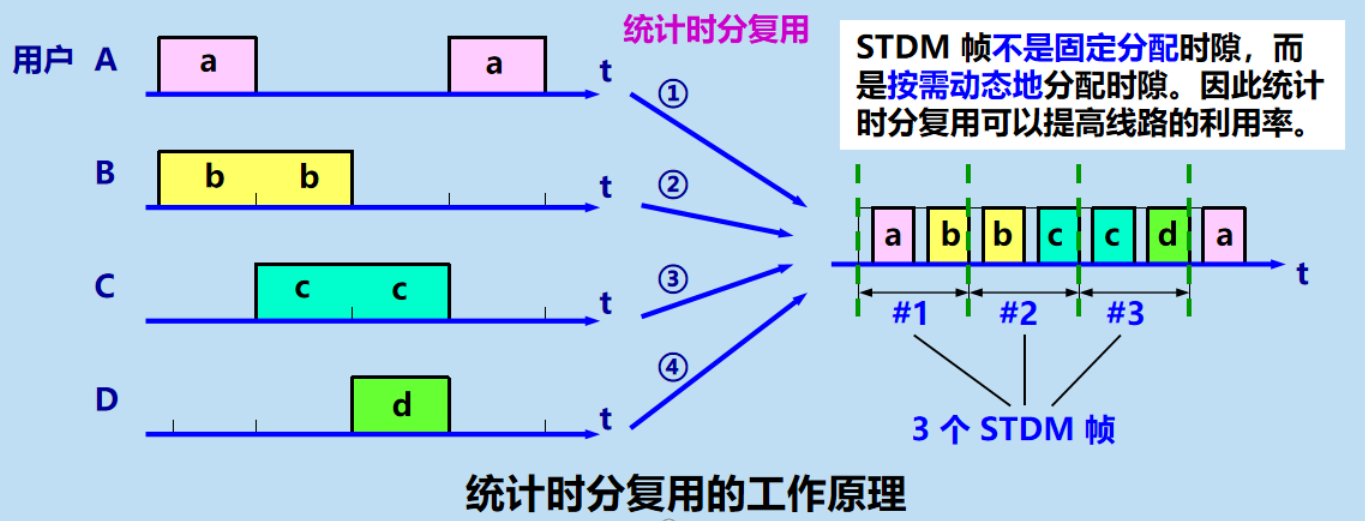 统计时分复用
STDM 帧不是固定分配时隙，而
是按需动态地分配时隙。因此统计
时分复用可以提高线路的利用率。
用户 A a a t ①
B b b t ②
C c c t ③
D d t ④
a b b c c d a t
#1 #2 #3
3 个 STDM 帧
统计时分复用的工作原理